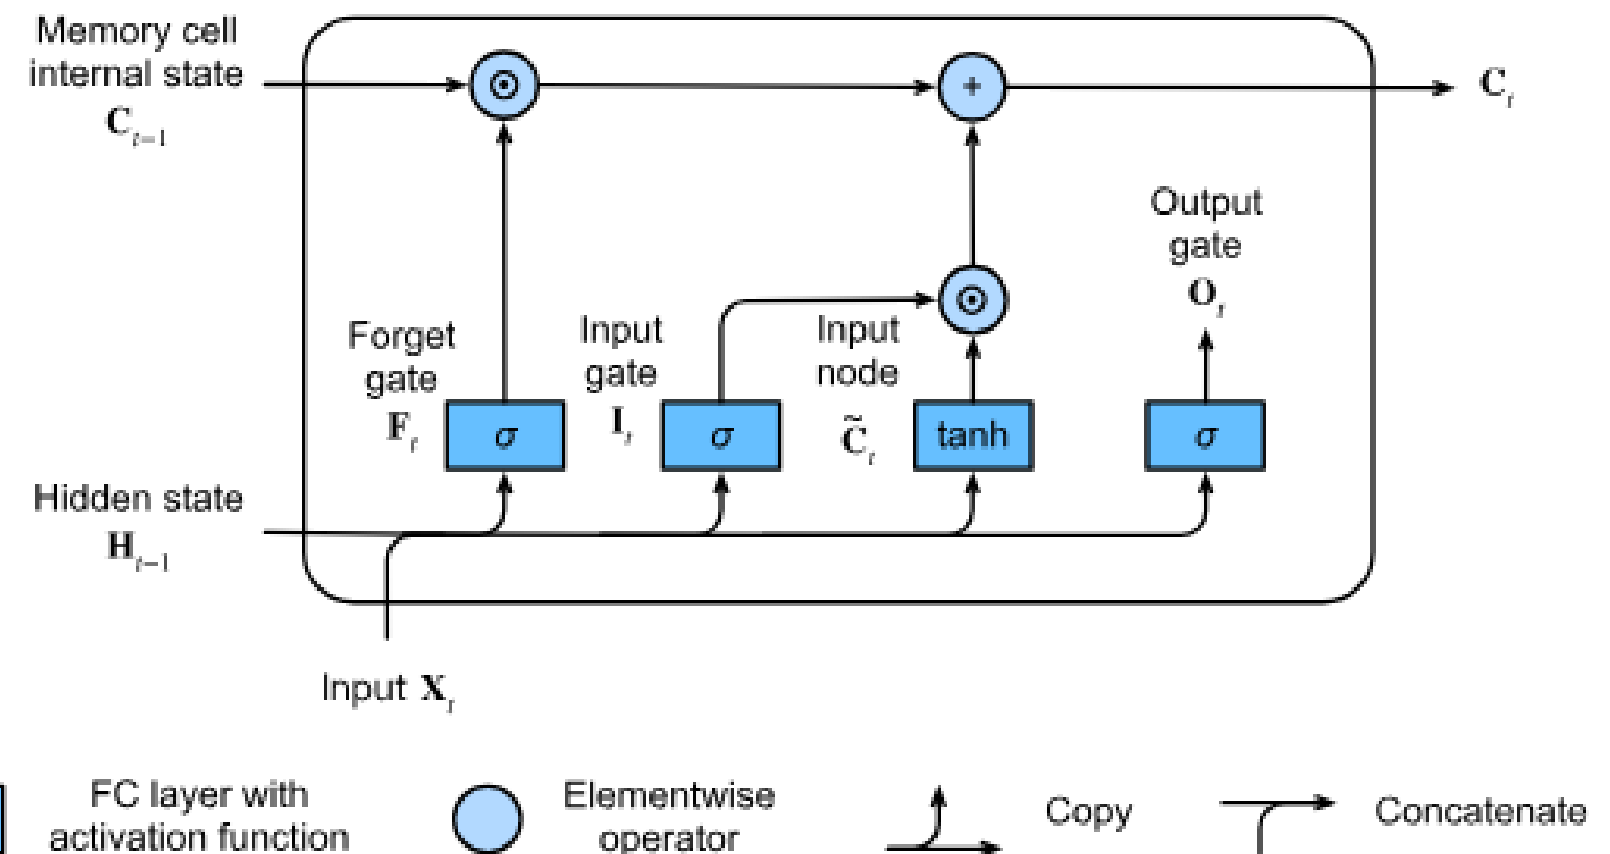 Memory cell
internal state
C_{t-1}
⊙
+
C_t
Output
gate
O_t
⊙
Forget
gate
F_t
σ
Input
gate
I_t
σ
Input
node
C̃_t
tanh
σ
Hidden state
H_{t-1}
Input X_t
FC layer with
activation function
Elementwise
operator
Copy
Concatenate